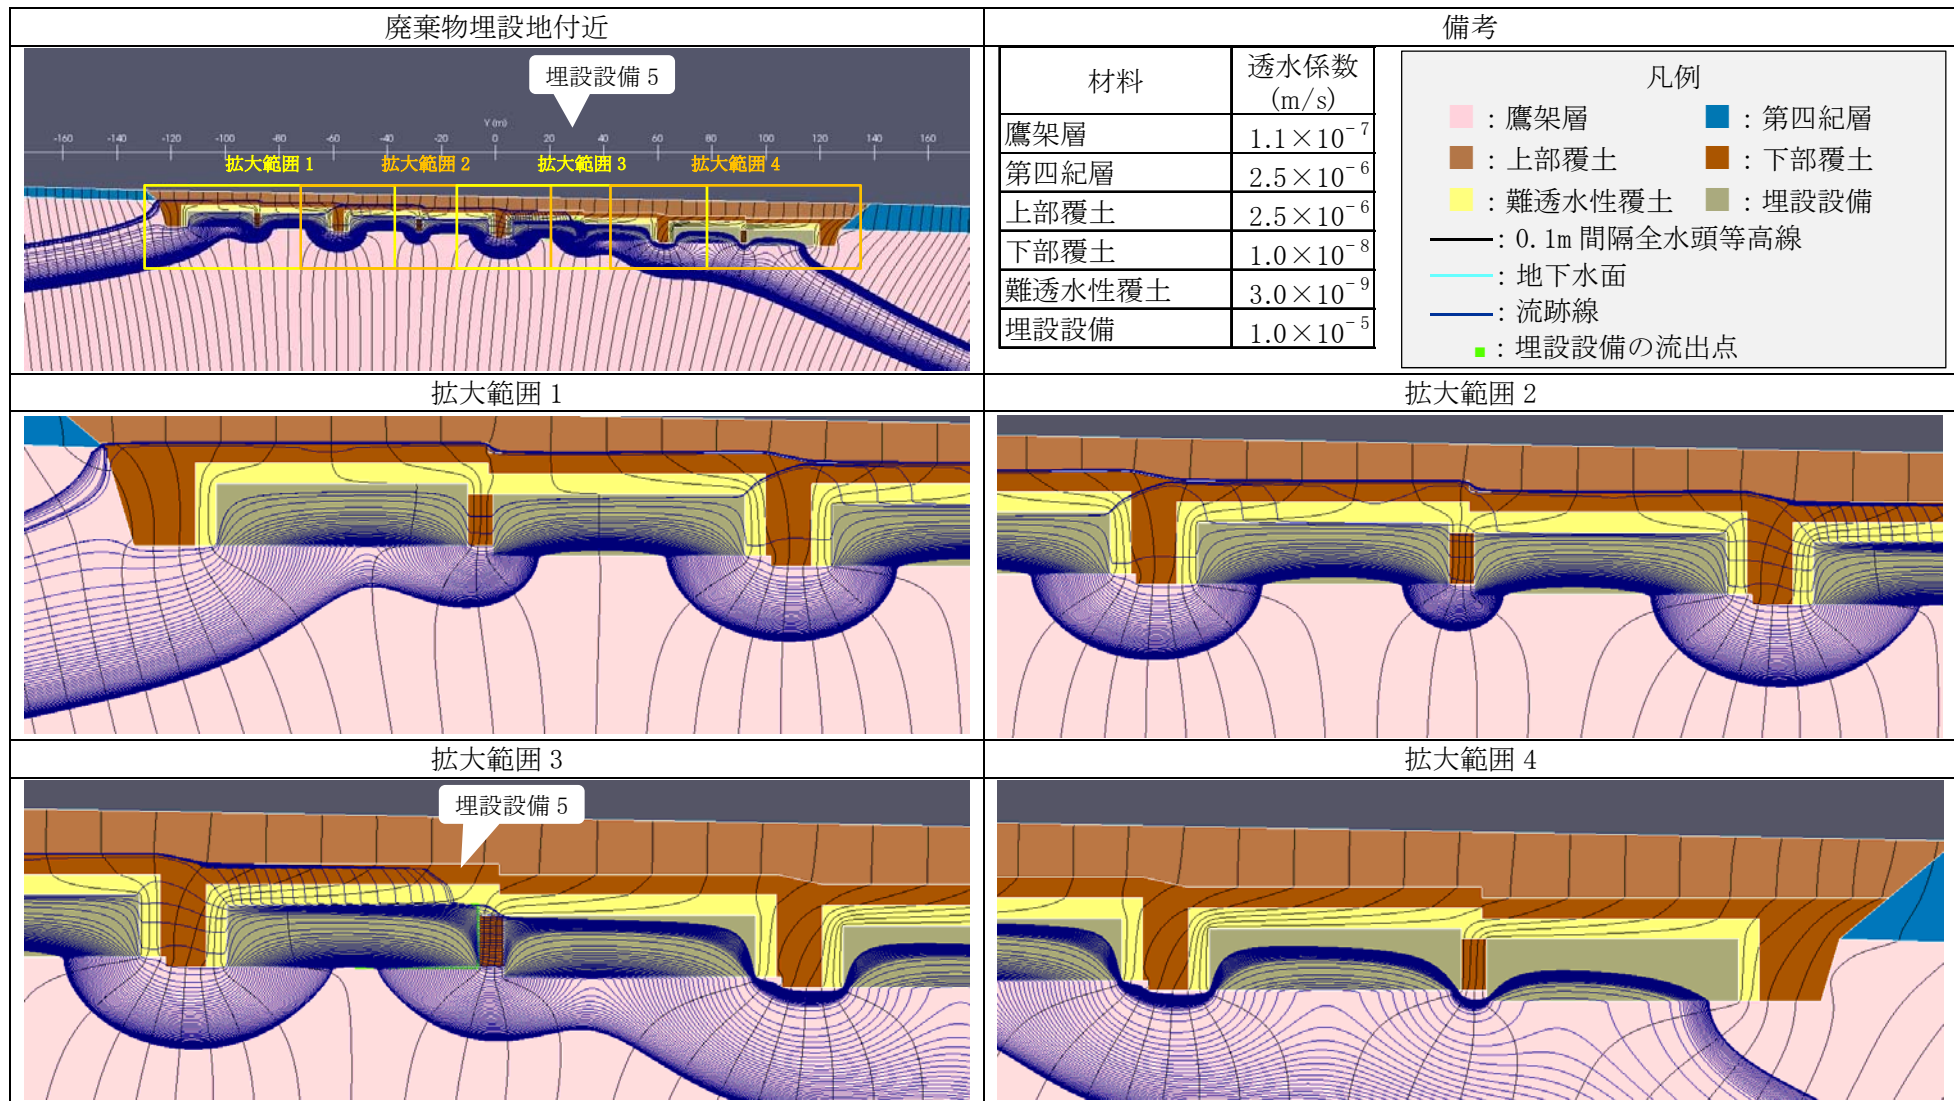 廃棄物埋設地付近
備考
埋設設備 5
Y (m)
-160 -140 -120 -100 -80 -60 -40 -20 0 20 40 60 80 100 120 140 160
拡大範囲 1 拡大範囲 2 拡大範囲 3 拡大範囲 4
材料 透水係数
(m/s)
鷹架層 1.1×10⁻⁷
第四紀層 2.5×10⁻⁶
上部覆土 2.5×10⁻⁶
下部覆土 1.0×10⁻⁸
難透水性覆土 3.0×10⁻⁹
埋設設備 1.0×10⁻⁵
凡例
：鷹架層 ：第四紀層
：上部覆土 ：下部覆土
：難透水性覆土 ：埋設設備
：0.1m 間隔全水頭等高線
：地下水面
：流跡線
：埋設設備の流出点
拡大範囲 1
拡大範囲 2
拡大範囲 3
拡大範囲 4
埋設設備 5